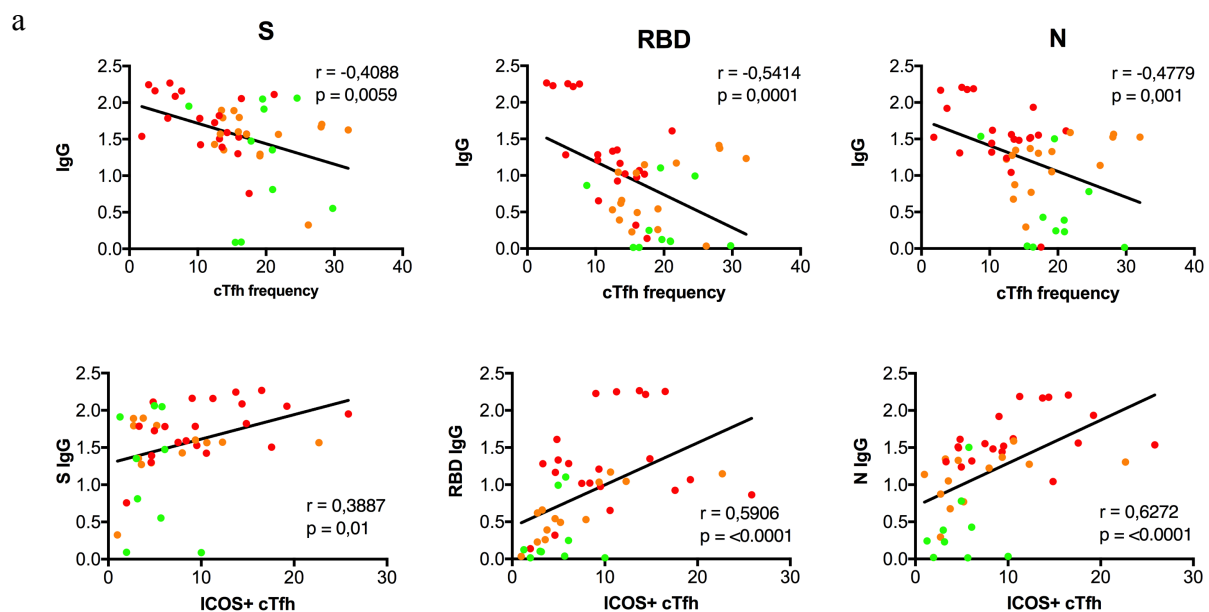 a
S
RBD
N
r = -0,4088
p = 0,0059
r = -0,5414
p = 0,0001
r = -0,4779
p = 0,001
IgG
2.5
2.0
1.5
1.0
0.5
0.0
0 10 20 30 40
cTfh frequency
IgG
2.5
2.0
1.5
1.0
0.5
0.0
0 10 20 30 40
cTfh frequency
IgG
2.5
2.0
1.5
1.0
0.5
0.0
0 10 20 30 40
cTfh frequency
S IgG
2.5
2.0
1.5
1.0
0.5
0.0
r = 0,3887
p = 0,01
0 10 20 30
ICOS+ cTfh
RBD IgG
2.5
2.0
1.5
1.0
0.5
0.0
r = 0,5906
p = <0.0001
0 10 20 30
ICOS+ cTfh
N IgG
2.5
2.0
1.5
1.0
0.5
0.0
r = 0,6272
p = <0.0001
0 10 20 30
ICOS+ cTfh